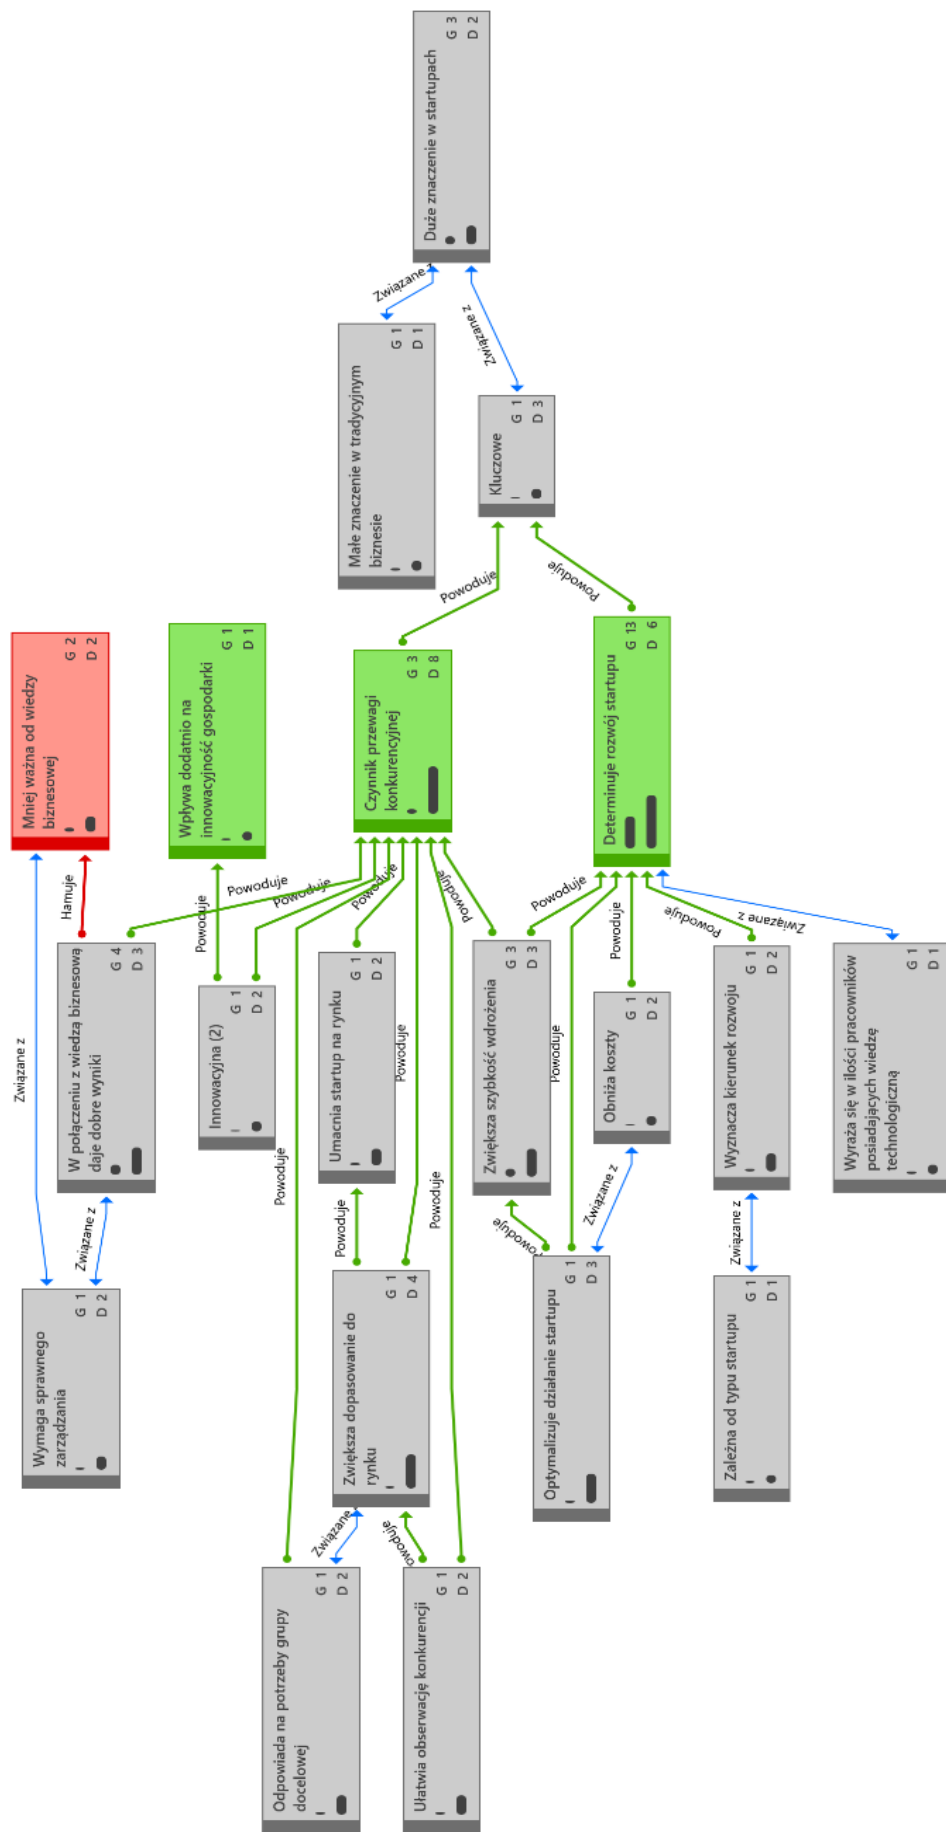 Wymaga sprawnego
zarządzania
G 1
D 2
Związane z
Związane z
W połączeniu z wiedzą biznesową
daje dobre wyniki
G 4
D 3
Hamuje
Mniej ważna od wiedzy
biznesowej
G 2
D 2
Powoduje
Innowacyjna (2)
G 1
D 2
Powoduje
Powoduje
Wpływa dodatnio na
innowacyjność gospodarki
G 1
D 1
Odpowiada na potrzeby grupy
docelowej
G 1
D 2
Związane
Powoduje
Zwiększa dopasowanie do
rynku
G 1
D 4
Powoduje
Powoduje
Umacnia startup na rynku
G 1
D 2
Powoduje
Ułatwia obserwację konkurencji
G 1
D 2
owoduje
Powoduje
Czynnik przewagi
konkurencyjnej
G 3
D 8
Powoduje
Małe znaczenie w tradycyjnym
biznesie
G 1
D 1
Związane z
Duże znaczenie w startupach
G 3
D 2
Związane z
Kluczowe
G 1
D 3
Zwiększa szybkość wdrożenia
G 3
D 3
Powoduje
Powoduje
Optymalizuje działanie startupu
G 1
D 3
Powoduje
Powoduje
Związane z
Obniża koszty
G 1
D 2
Powoduje
Determinuje rozwój startupu
G 13
D 6
Powoduje
Zależna od typu startupu
G 1
D 1
Związane z
Wyznacza kierunek rozwoju
G 1
D 2
Powoduje
Wyraża się w ilości pracowników
posiadających wiedzę
technologiczną
G 1
D 1
Związane z